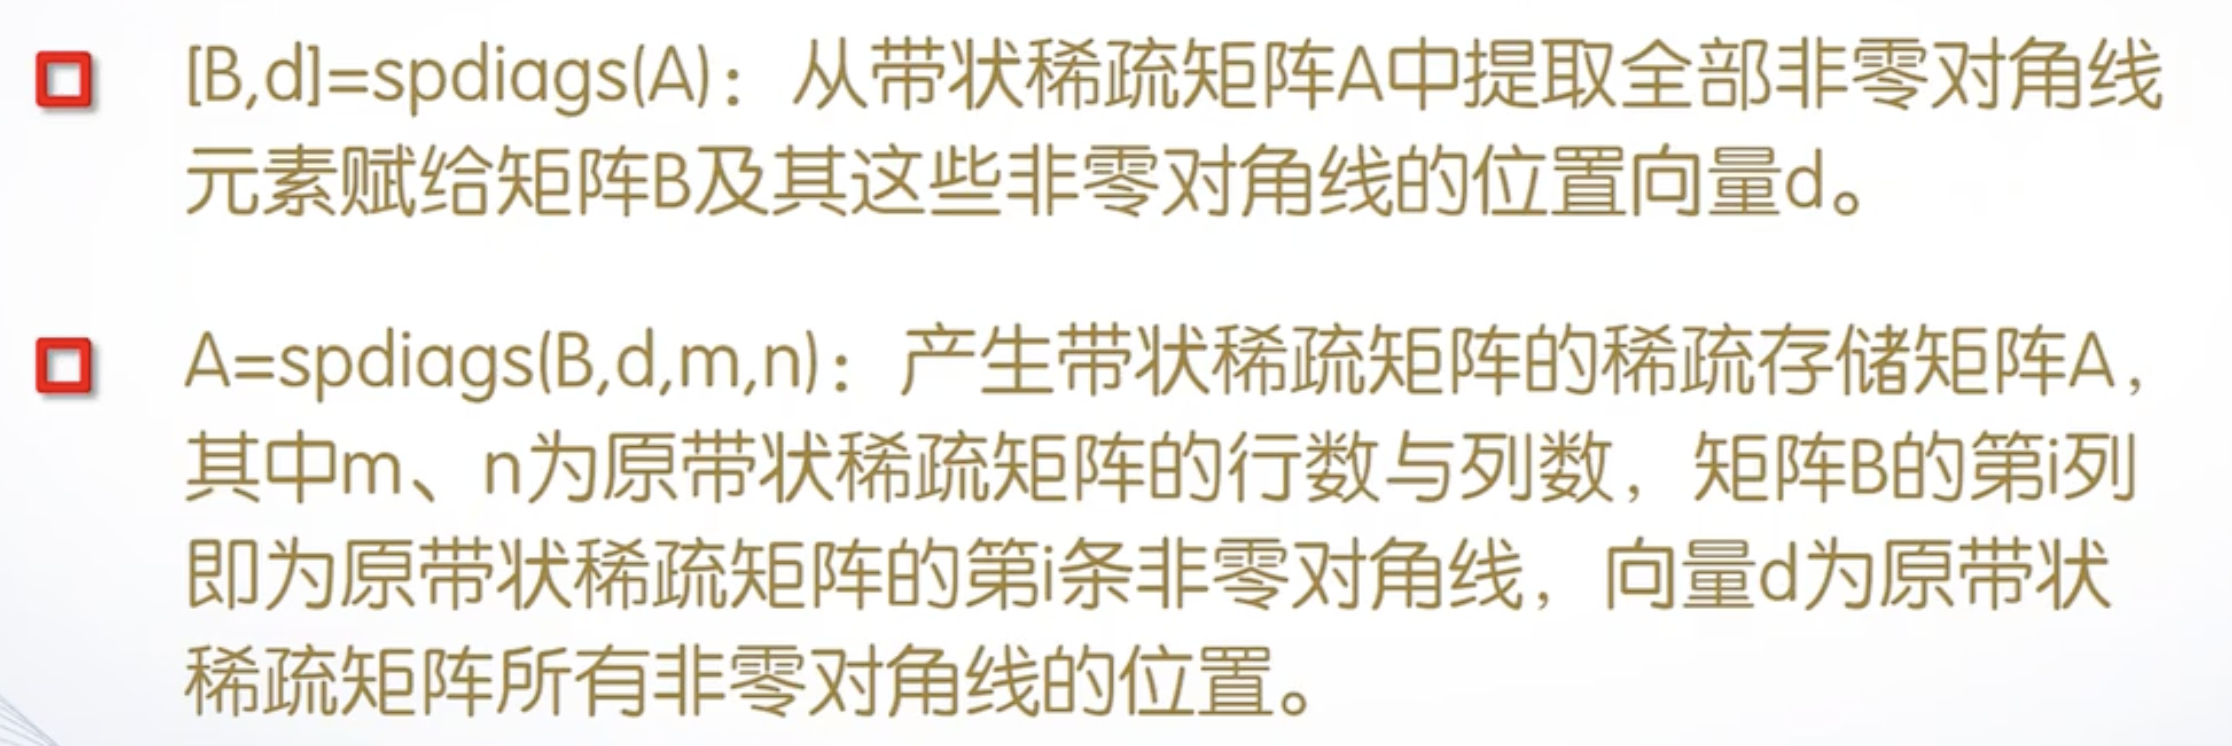 [B,d]=spdiags(A)：从带状稀疏矩阵A中提取全部非零对角线
元素赋给矩阵B及其这些非零对角线的位置向量d。
A=spdiags(B,d,m,n)：产生带状稀疏矩阵的稀疏存储矩阵A，
其中m、n为原带状稀疏矩阵的行数与列数，矩阵B的第i列
即为原带状稀疏矩阵的第i条非零对角线，向量d为原带状
稀疏矩阵所有非零对角线的位置。